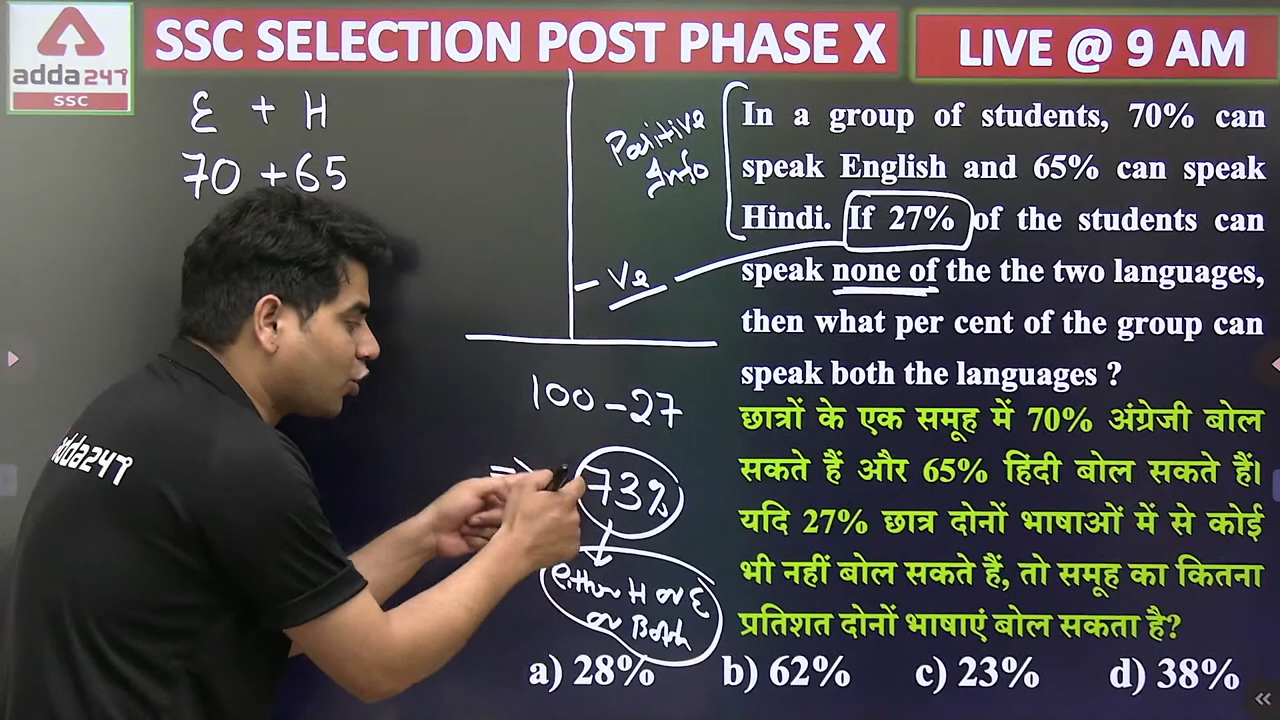 adda247
SSC
SSC SELECTION POST PHASE X
LIVE @ 9 AM
E + H
70 + 65
Positive
Info
- Ve
100 - 27
=> 73%
either H or E
or Both
adda247
In a group of students, 70% can
speak English and 65% can speak
Hindi. If 27% of the students can
speak none of the the two languages,
then what per cent of the group can
speak both the languages ?
छात्रों के एक समूह में 70% अंग्रेजी बोल
सकते हैं और 65% हिंदी बोल सकते हैं।
यदि 27% छात्र दोनों भाषाओं में से कोई
भी नहीं बोल सकते हैं, तो समूह का कितना
प्रतिशत दोनों भाषाएं बोल सकता है?
a) 28% b) 62% c) 23% d) 38%